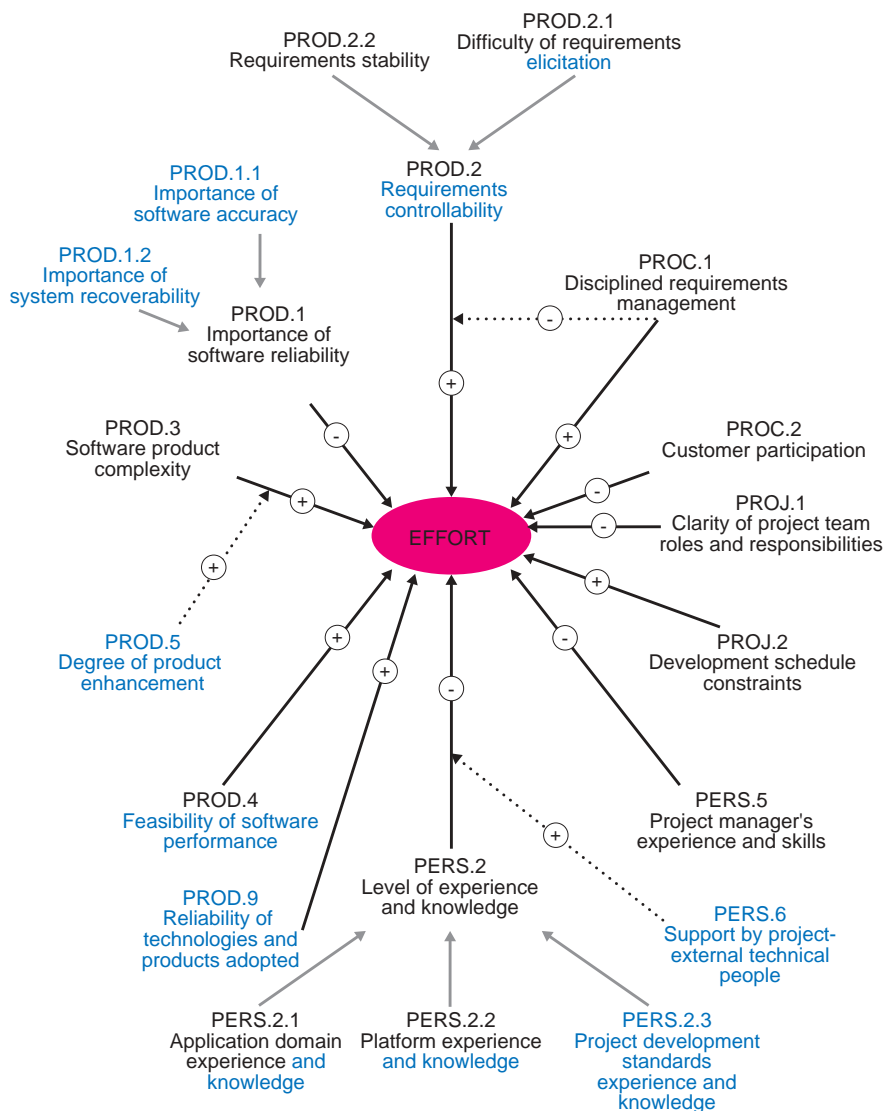 PROD.2.1
Difficulty of requirements
elicitation
PROD.2.2
Requirements stability
PROD.2
Requirements
controllability
PROD.1.1
Importance of
software accuracy
PROD.1.2
Importance of
system recoverability
PROD.1
Importance of
software reliability
PROC.1
Disciplined requirements
management
-
+
+
-
PROD.3
Software product
complexity
+
PROC.2
Customer participation
-
PROJ.1
Clarity of project team
roles and responsibilities
-
EFFORT
+
+
PROJ.2
Development schedule
constraints
PROD.5
Degree of product
enhancement
+
+
-
-
PROD.4
Feasibility of software
performance
PERS.5
Project manager's
experience and skills
+
PERS.2
Level of experience
and knowledge
PROD.9
Reliability of
technologies and
products adopted
PERS.6
Support by project-
external technical
people
PERS.2.1
Application domain
experience and
knowledge
PERS.2.2
Platform experience
and knowledge
PERS.2.3
Project development
standards
experience and
knowledge